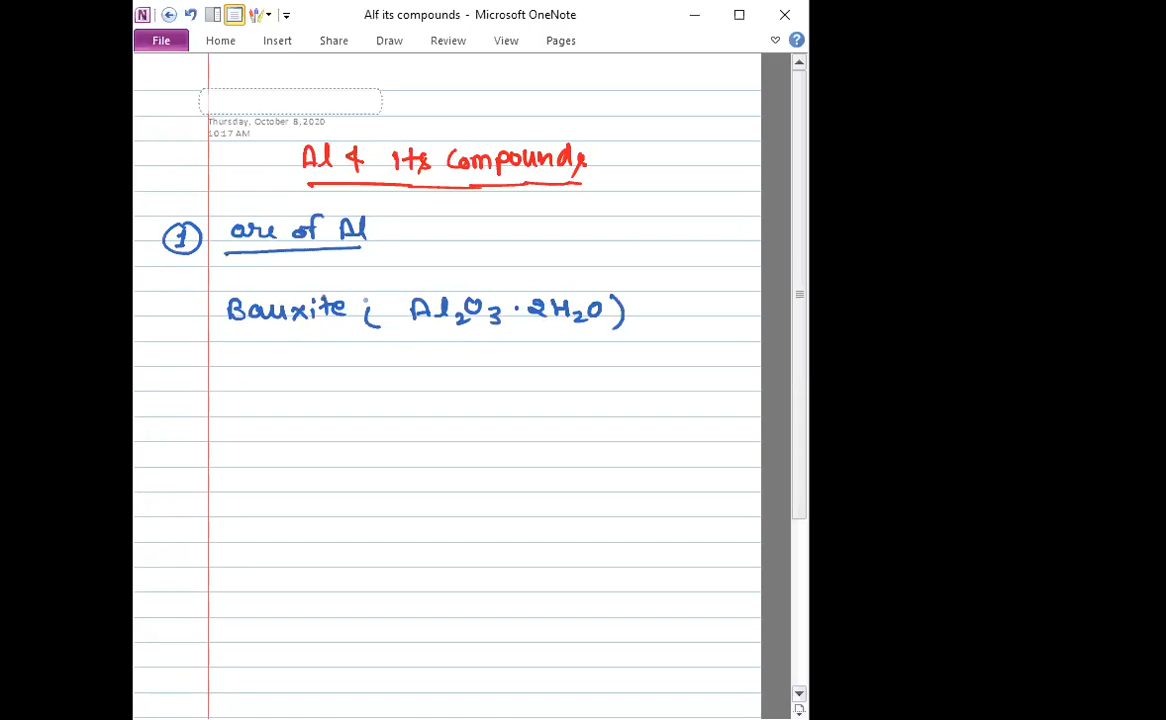 Alf its compounds - Microsoft OneNote
File Home Insert Share Draw Review View Pages
Thursday, October 8, 2020
10:17 AM
Al & its Compounds
1 ore of Al
Bauxite ( Al₂O₃ · 2H₂O )